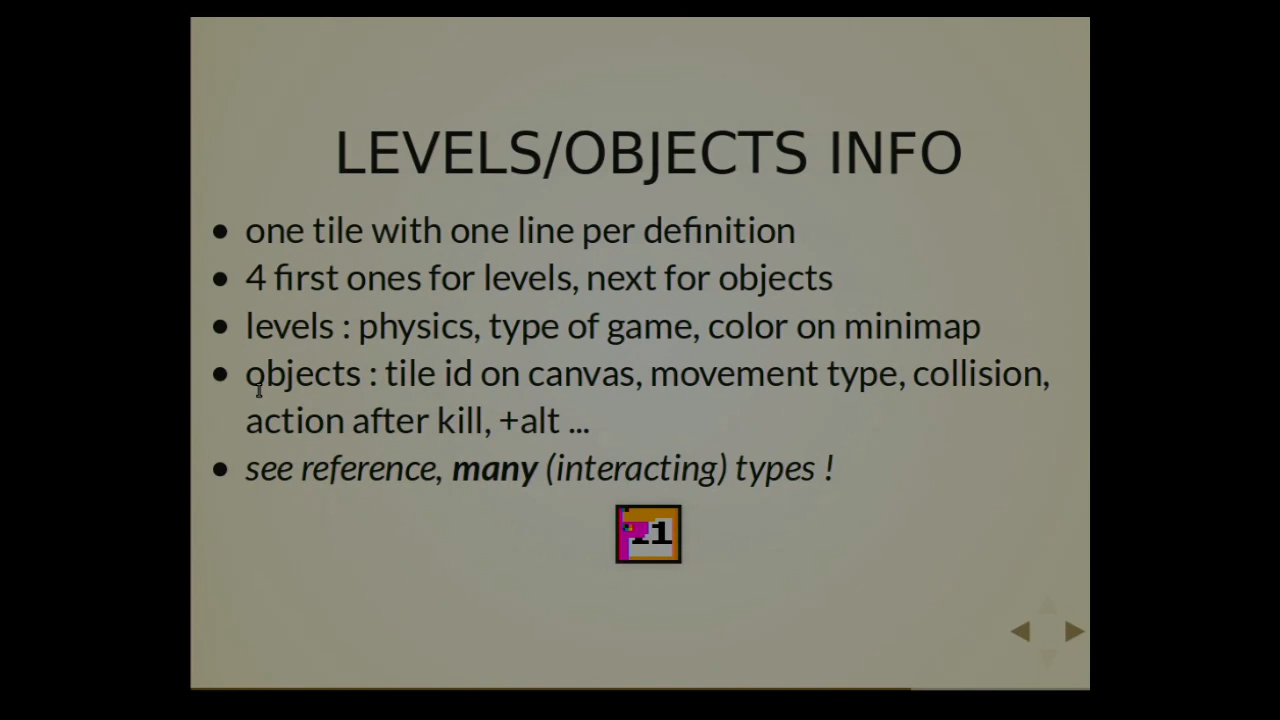 LEVELS/OBJECTS INFO
• one tile with one line per definition
• 4 first ones for levels, next for objects
• levels : physics, type of game, color on minimap
• objects : tile id on canvas, movement type, collision,
action after kill, +alt ...
• see reference, many (interacting) types !